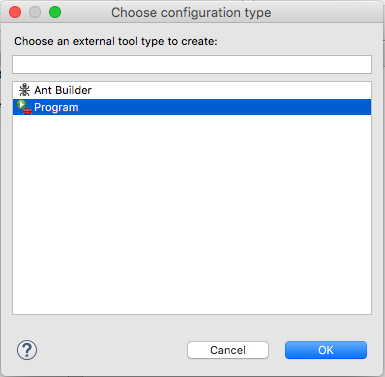 Choose configuration type
Choose an external tool type to create:
Ant Builder
Program
?
Cancel
OK